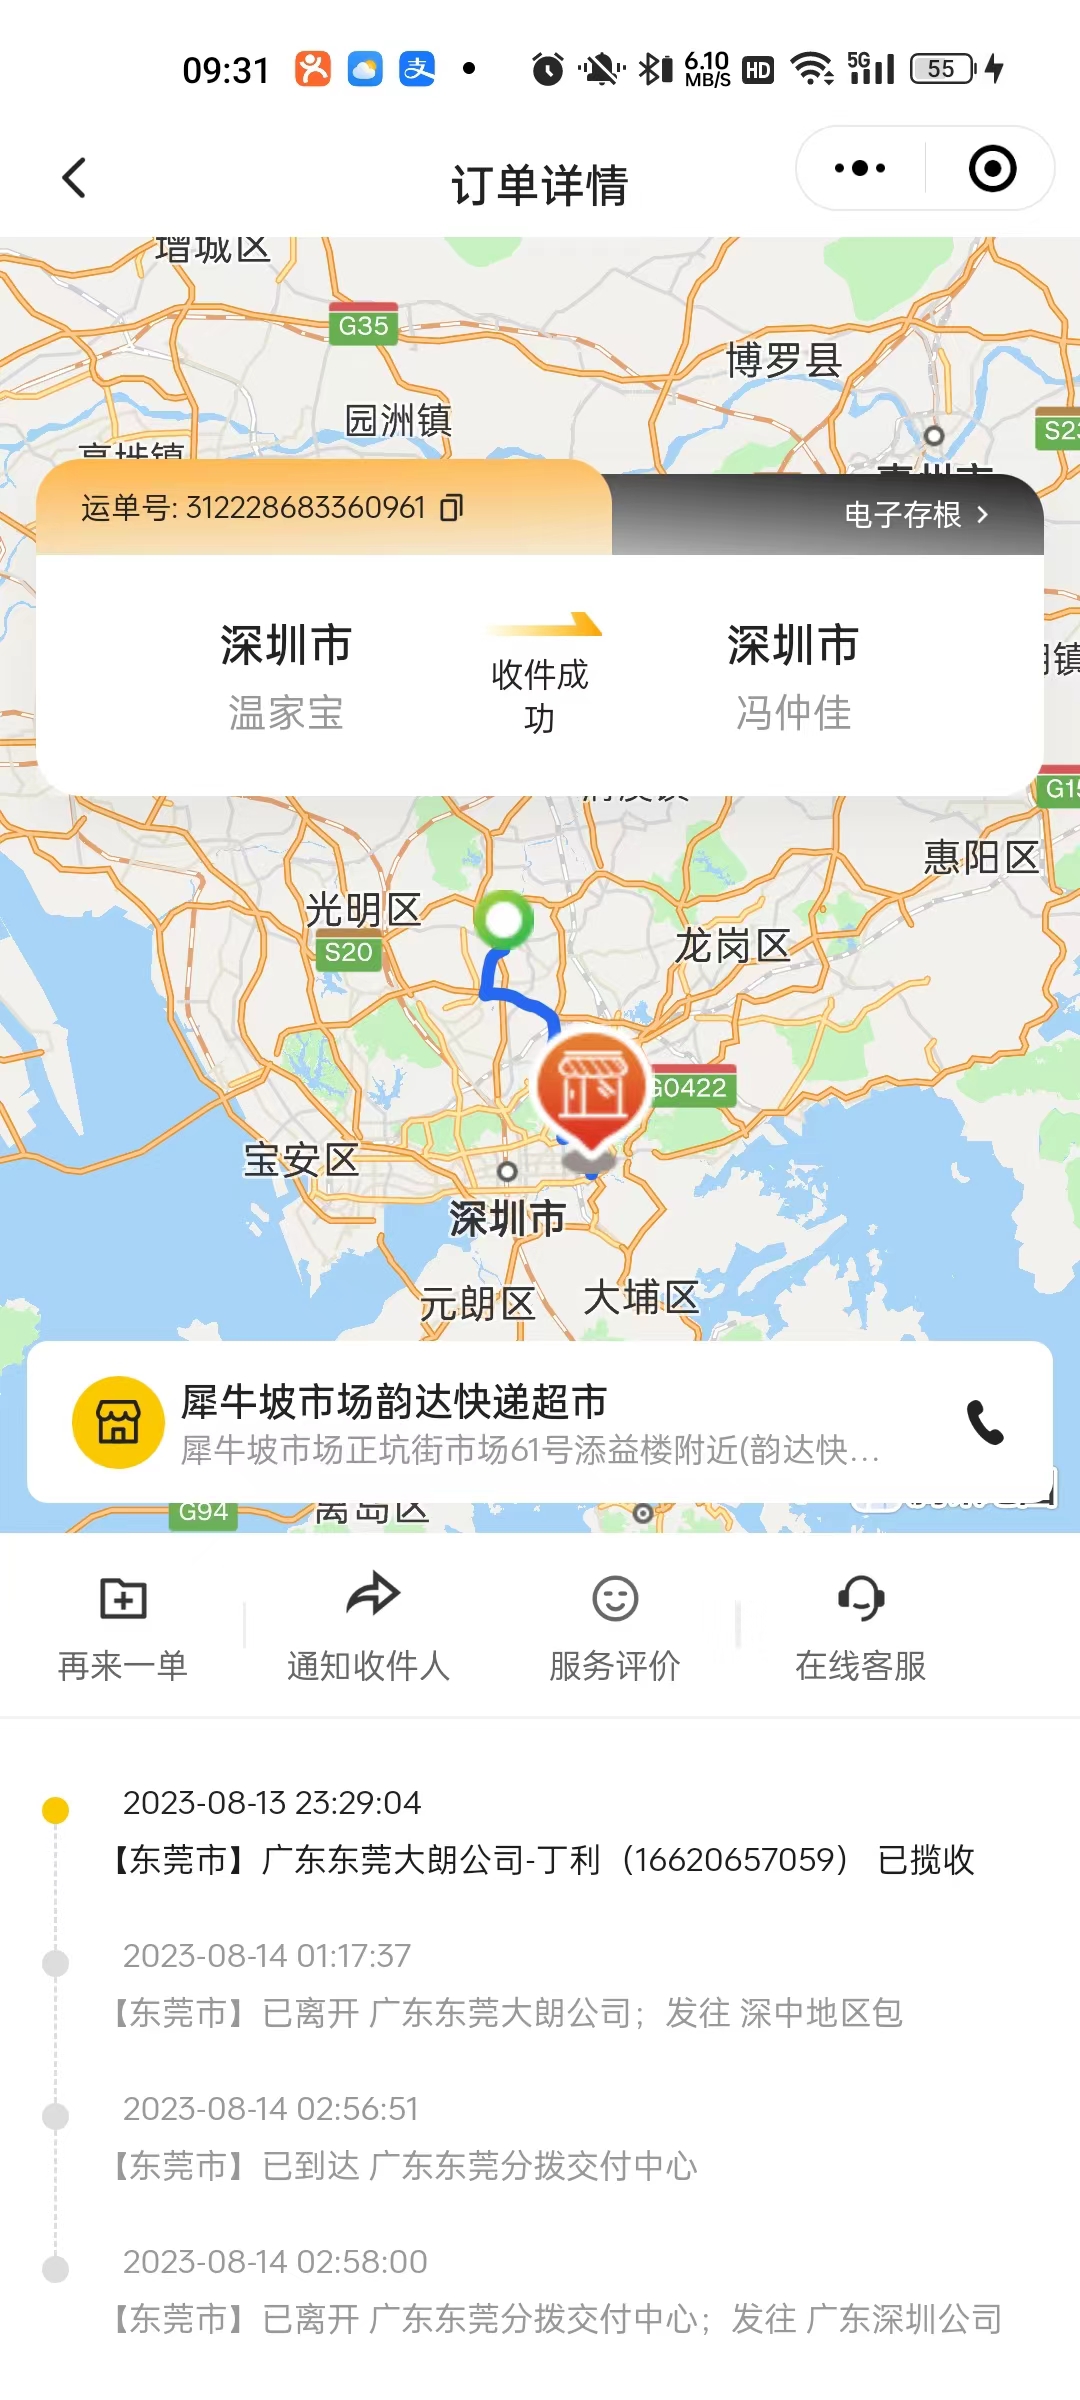 09:31
支
6.10
MB/S
HD
5G
55
订单详情
增城区
G35
博罗县
园洲镇
运单号: 312228683360961
电子存根
深圳市
深圳市
收件成
功
温家宝
冯仲佳
惠阳区
光明区
S20
龙岗区
G0422
宝安区
深圳市
元朗区
大埔区
犀牛坡市场韵达快递超市
犀牛坡市场正坑街市场61号添益楼附近(韵达快...
G94
离岛区
再来一单
通知收件人
服务评价
在线客服
2023-08-13 23:29:04
【东莞市】广东东莞大朗公司-丁利（16620657059） 已揽收
2023-08-14 01:17:37
【东莞市】已离开 广东东莞大朗公司；发往 深中地区包
2023-08-14 02:56:51
【东莞市】已到达 广东东莞分拨交付中心
2023-08-14 02:58:00
【东莞市】已离开 广东东莞分拨交付中心；发往 广东深圳公司